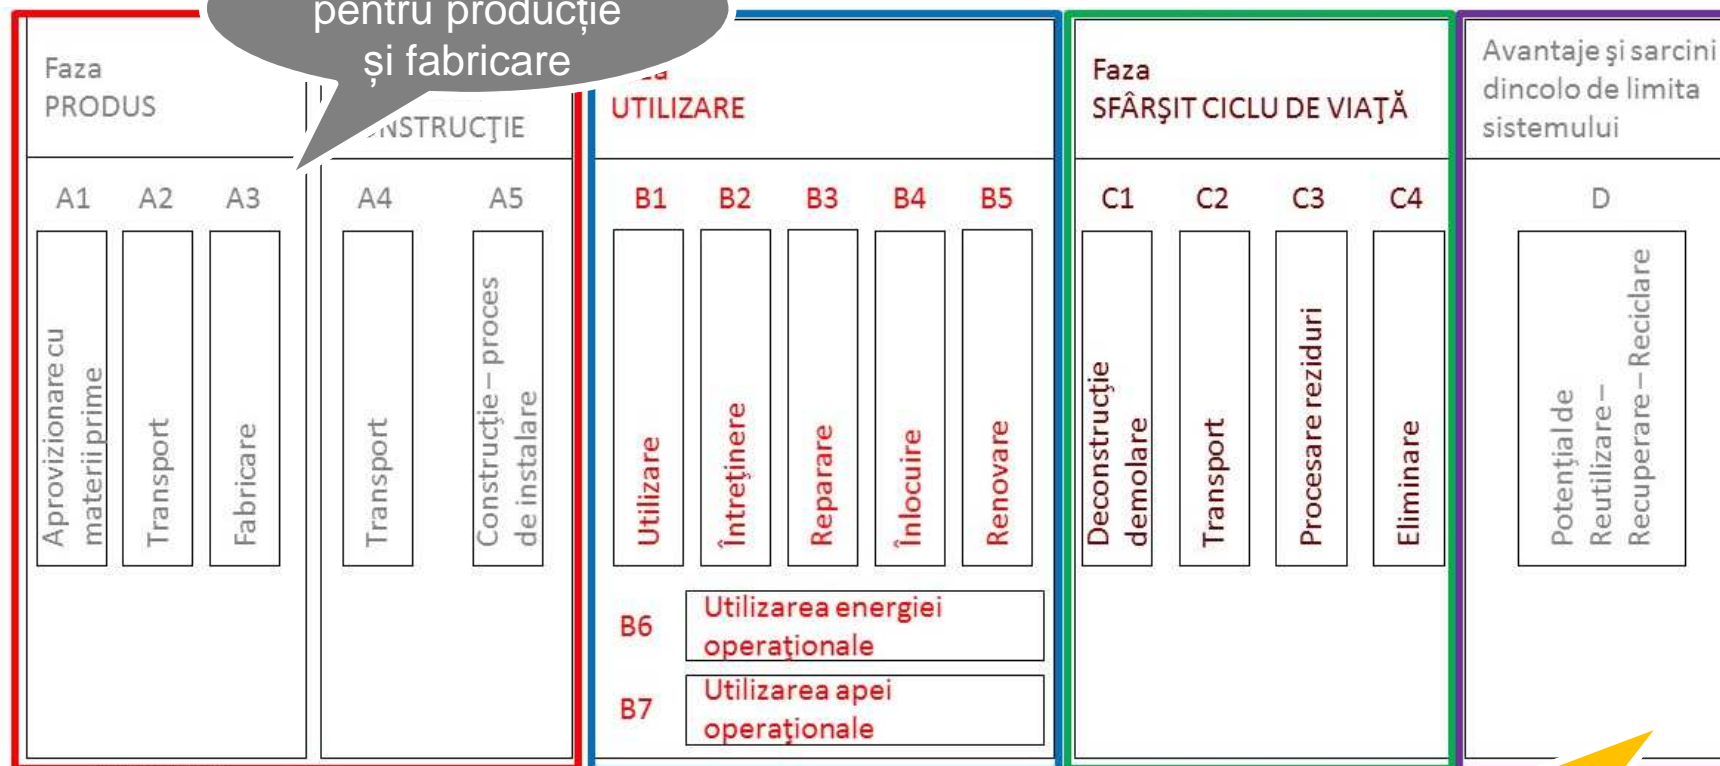 pentru producție
și fabricare
Faza
PRODUS
NSTRUCŢIE
UTILIZARE
Faza
SFÂRŞIT CICLU DE VIAŢĂ
Avantaje şi sarcini
dincolo de limita
sistemului
A1 A2 A3 A4 A5
B1 B2 B3 B4 B5
C1 C2 C3 C4
D
Aprovizionare cu
materii prime
Transport
Fabricare
Transport
Construcţie – proces
de instalare
Utilizare
Întreţinere
Reparare
Înlocuire
Renovare
Deconstrucţie
demolare
Transport
Procesare reziduri
Eliminare
Potenţial de
Reutilizare –
Recuperare – Reciclare
B6
Utilizarea energiei
operaţionale
B7
Utilizarea apei
operaţionale